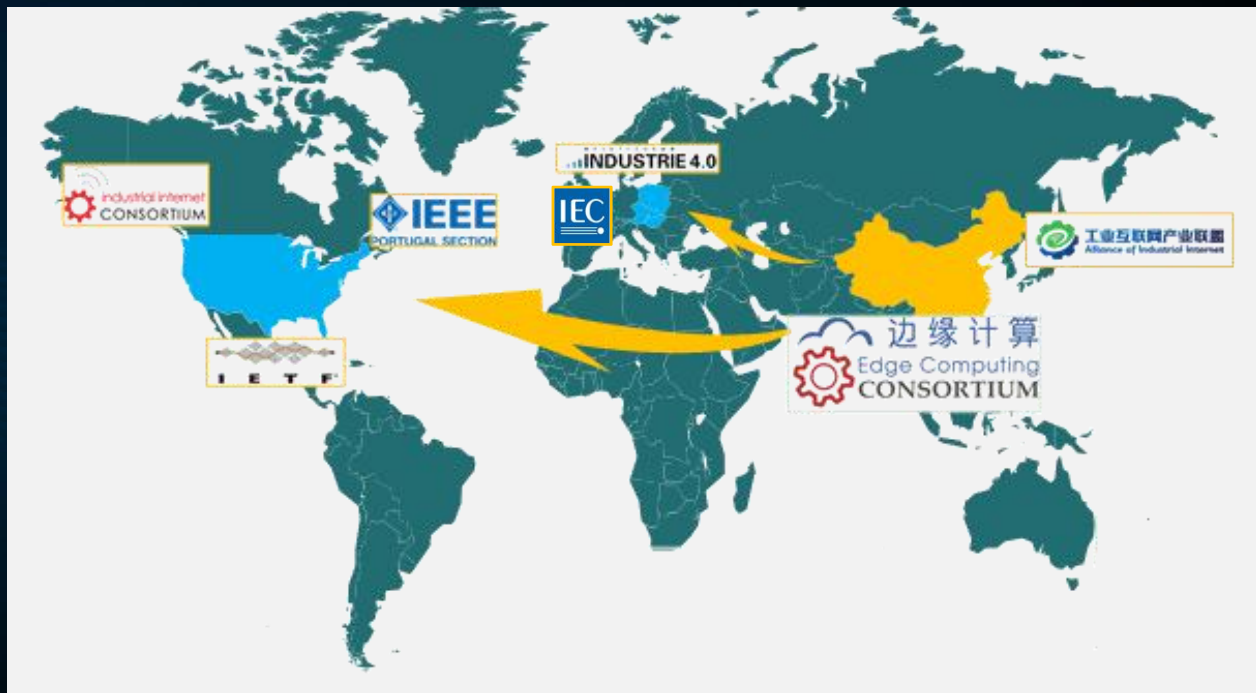 industrial internet
CONSORTIUM
IEEE
PORTUGAL SECTION
I E T F
INDUSTRIE 4.0
IEC
工业互联网产业联盟
Alliance of Industrial Internet
边缘计算
Edge Computing
CONSORTIUM